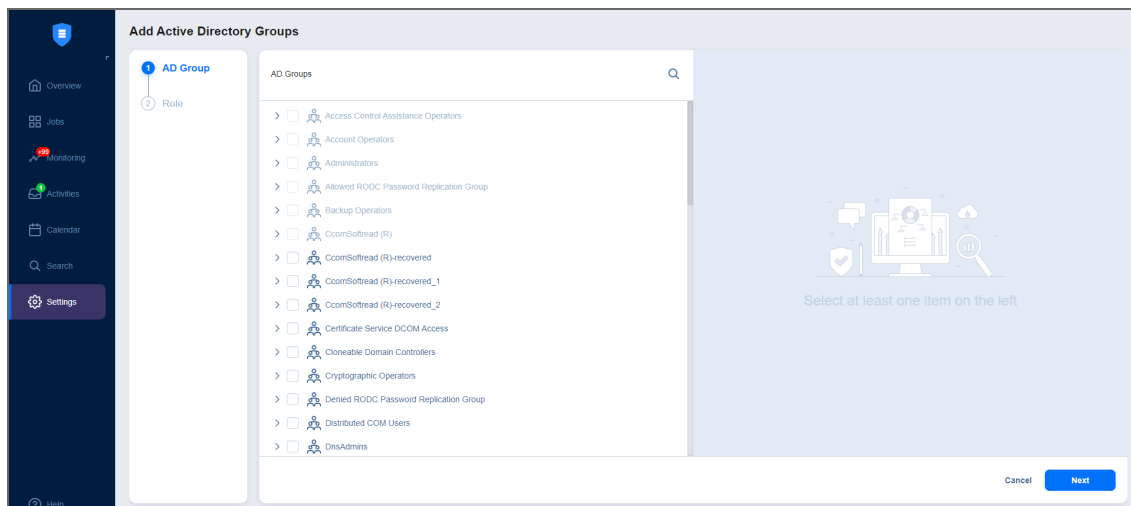 Add Active Directory Groups
Overview
Jobs
+99
Monitoring
1
Activities
Calendar
Search
Settings
Help
1 AD Group
2 Role
AD Groups
Access Control Assistance Operators
Account Operators
Administrators
Allowed RODC Password Replication Group
Backup Operators
CcomSoftread (R)
CcomSoftread (R)-recovered
CcomSoftread (R)-recovered_1
CcomSoftread (R)-recovered_2
Certificate Service DCOM Access
Cloneable Domain Controllers
Cryptographic Operators
Denied RODC Password Replication Group
Distributed COM Users
DnsAdmins
Select at least one item on the left
Cancel
Next